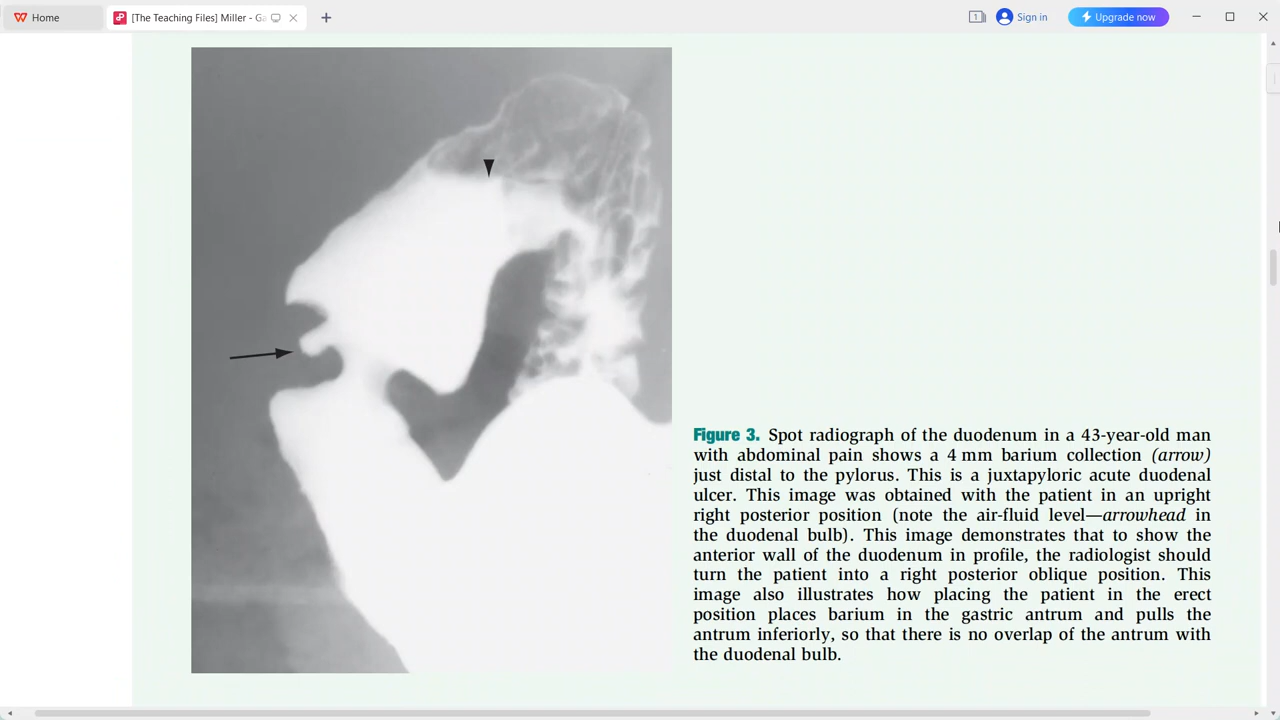 Home
[The Teaching Files] Miller - Ga
1
Sign in
Upgrade now
Figure 3. Spot radiograph of the duodenum in a 43-year-old man
with abdominal pain shows a 4 mm barium collection (arrow)
just distal to the pylorus. This is a juxtapyloric acute duodenal
ulcer. This image was obtained with the patient in an upright
right posterior position (note the air-fluid level—arrowhead in
the duodenal bulb). This image demonstrates that to show the
anterior wall of the duodenum in profile, the radiologist should
turn the patient into a right posterior oblique position. This
image also illustrates how placing the patient in the erect
position places barium in the gastric antrum and pulls the
antrum inferiorly, so that there is no overlap of the antrum with
the duodenal bulb.